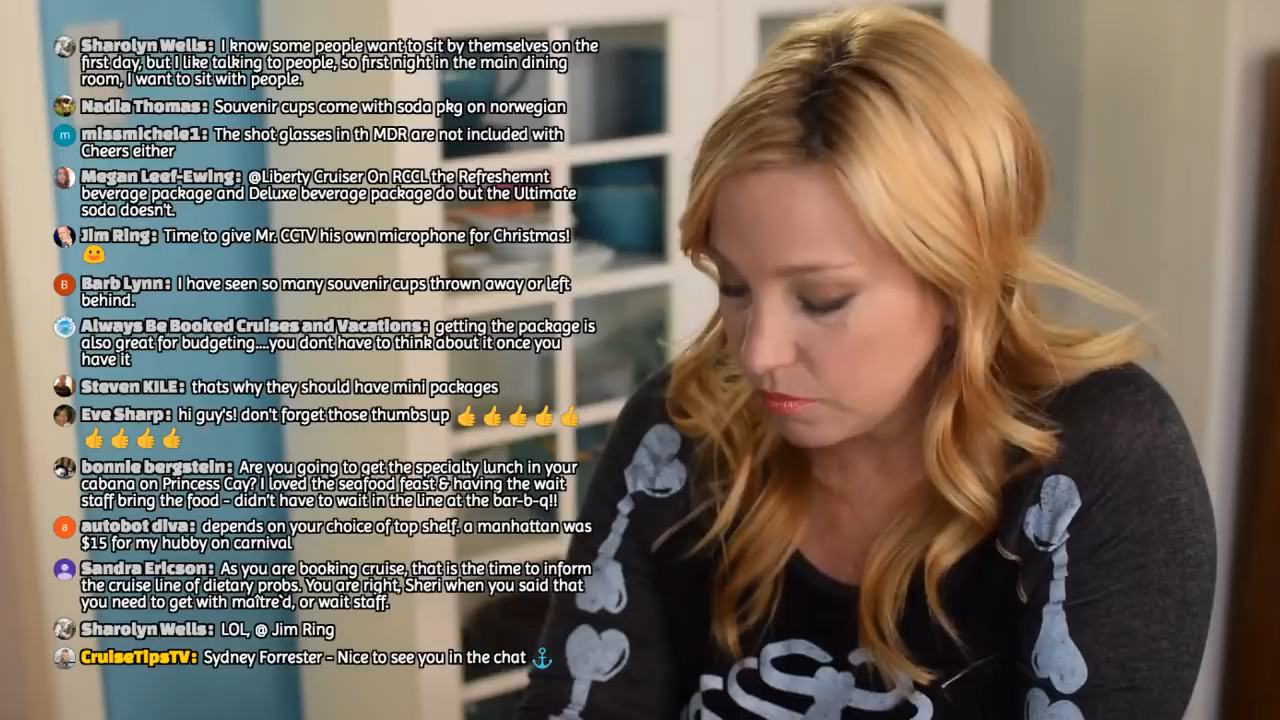 Sharolyn Wells: I know some people want to sit by themselves on the
first day, but I like talking to people, so first night in the main dining
room, I want to sit with people.
Nadia Thomas: Souvenir cups come with soda pkg on norwegian
m missmichele1: The shot glasses in th MDR are not included with
Cheers either
Megan Leef-Ewing: @Liberty Cruiser On RCCL the Refreshemnt
beverage package and Deluxe beverage package do but the Ultimate
soda doesn't.
Jim Ring: Time to give Mr. CCTV his own microphone for Christmas!
B Barb Lynn: I have seen so many souvenir cups thrown away or left
behind.
Always Be Booked Cruises and Vacations: getting the package is
also great for budgeting....you dont have to think about it once you
have it
Steven KILE: thats why they should have mini packages
Eve Sharp: hi guy's! don't forget those thumbs up 👍👍👍👍👍
👍👍👍👍
bonnie bergstein: Are you going to get the specialty lunch in your
cabana on Princess Cay? I loved the seafood feast & having the wait
staff bring the food - didn't have to wait in the line at the bar-b-q!!
a autobot diva: depends on your choice of top shelf. a manhattan was
$15 for my hubby on carnival
Sandra Ericson: As you are booking cruise, that is the time to inform
the cruise line of dietary probs. You are right, Sheri when you said that
you need to get with maitre`d, or wait staff.
Sharolyn Wells: LOL, @ Jim Ring
CruiseTipsTV: Sydney Forrester - Nice to see you in the chat ⚓